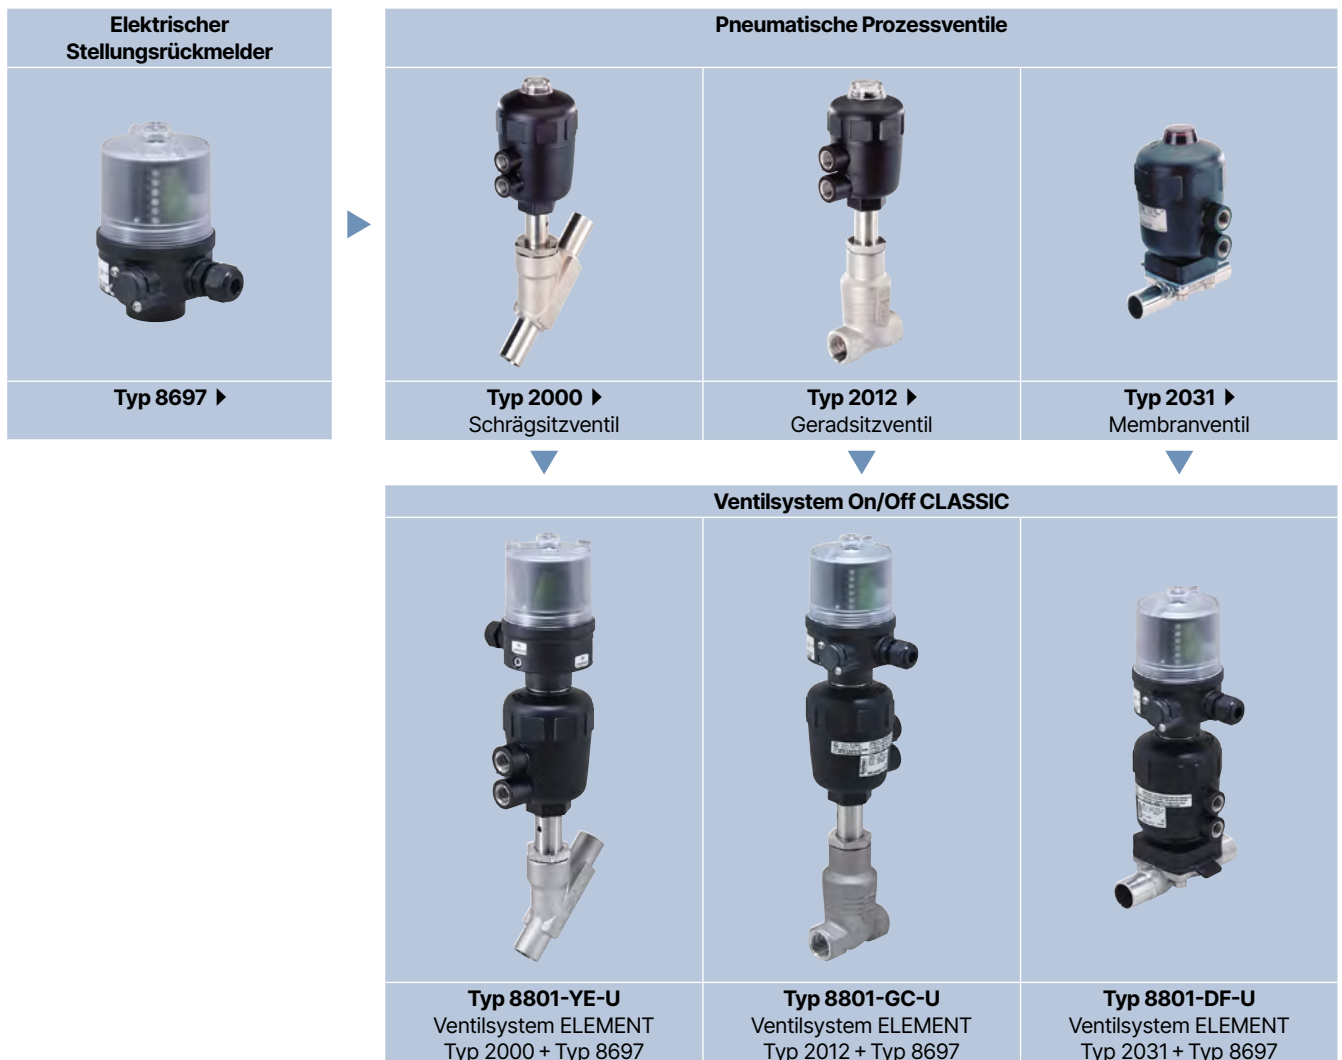 Elektrischer
Stellungsrückmelder
Pneumatische Prozessventile
Typ 8697
Typ 2000
Schrägsitzventil
Typ 2012
Geradsitzventil
Typ 2031
Membranventil
Ventilsystem On/Off CLASSIC
Typ 8801-YE-U
Ventilsystem ELEMENT
Typ 2000 + Typ 8697
Typ 8801-GC-U
Ventilsystem ELEMENT
Typ 2012 + Typ 8697
Typ 8801-DF-U
Ventilsystem ELEMENT
Typ 2031 + Typ 8697